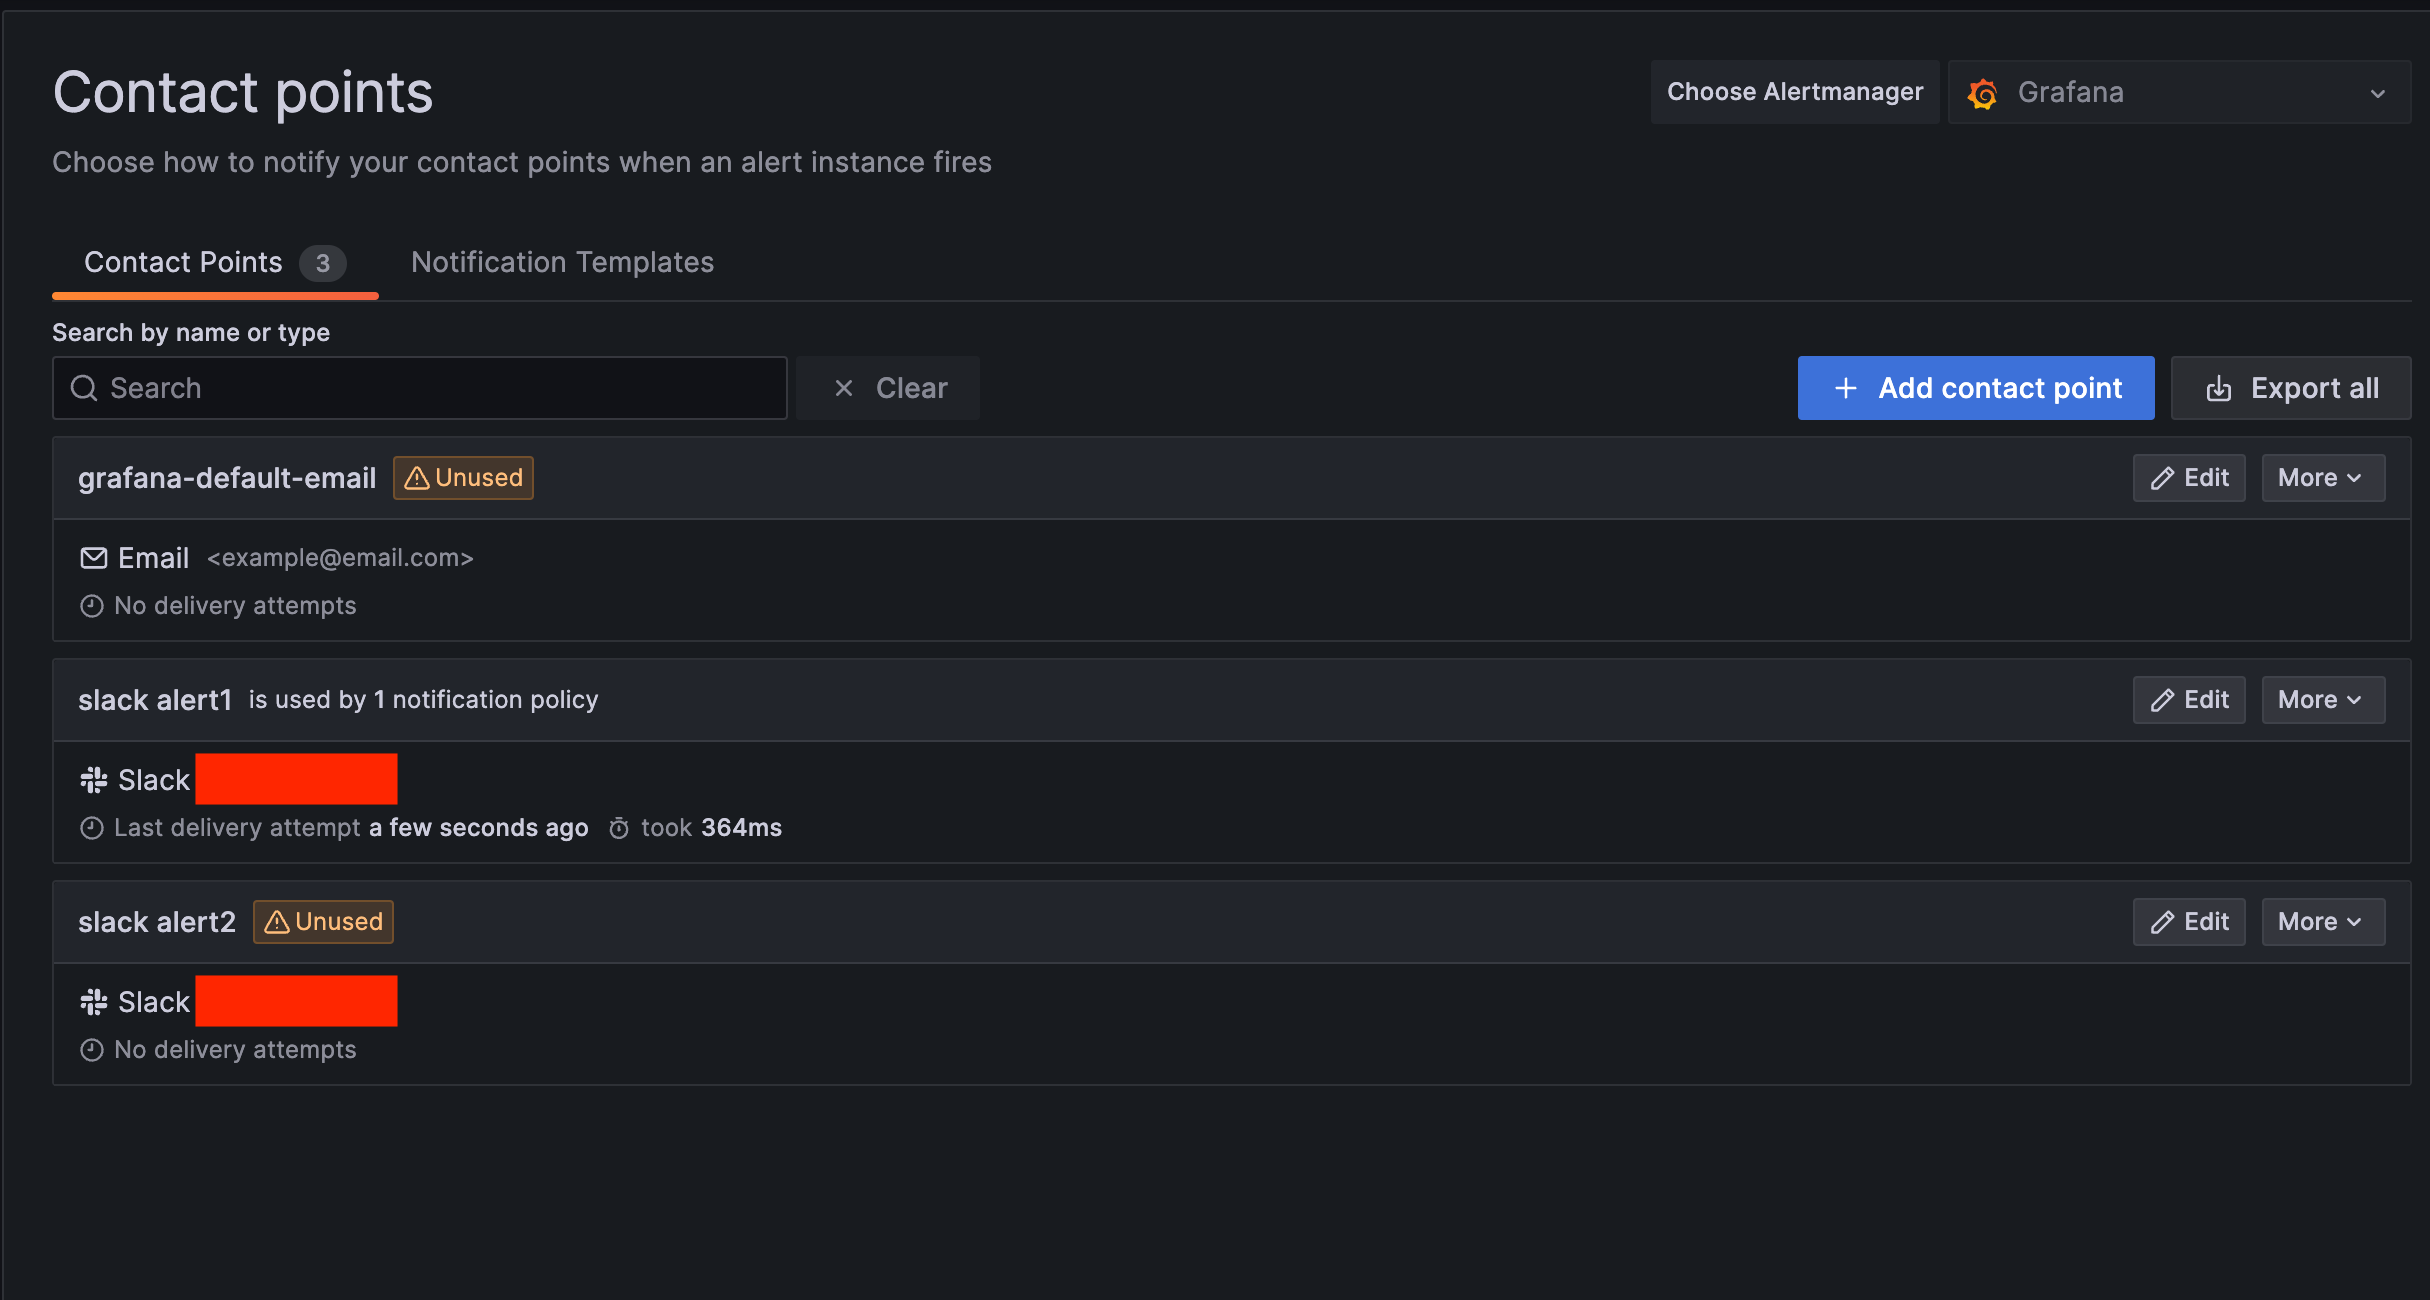 Contact points
Choose Alertmanager
Grafana
Choose how to notify your contact points when an alert instance fires
Contact Points 3
Notification Templates
Search by name or type
Search
Clear
Add contact point
Export all
grafana-default-email
Unused
Edit
More
Email <example@email.com>
No delivery attempts
slack alert1 is used by 1 notification policy
Edit
More
Slack
Last delivery attempt a few seconds ago took 364ms
slack alert2
Unused
Edit
More
Slack
No delivery attempts